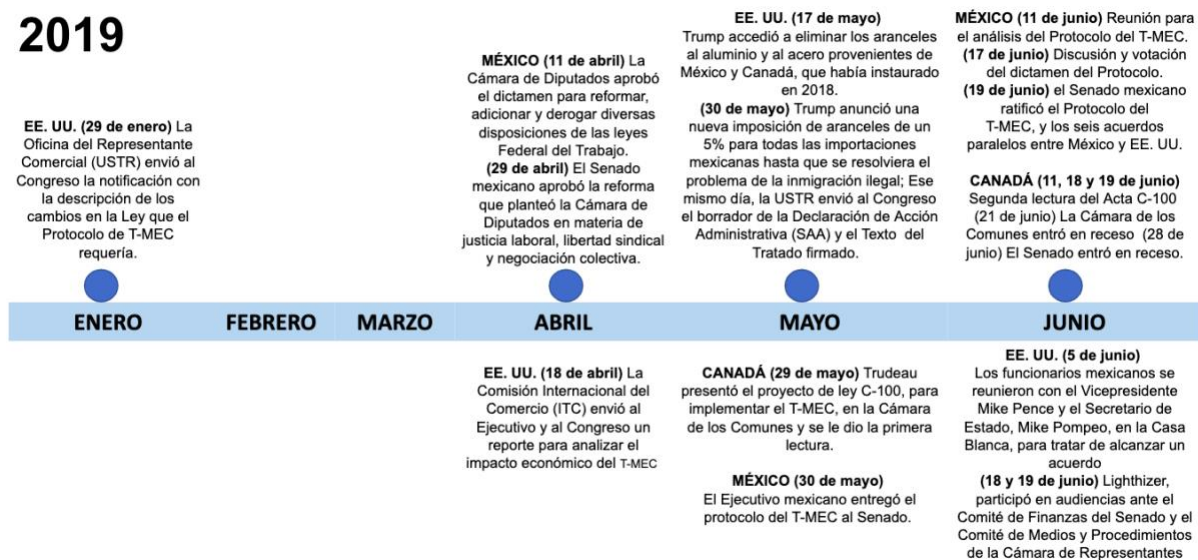 2019
EE. UU. (29 de enero) La
Oficina del Representante
Comercial (USTR) envió al
Congreso la notificación con
la descripción de los
cambios en la Ley que el
Protocolo de T-MEC
requería.
MÉXICO (11 de abril) La
Cámara de Diputados aprobó
el dictamen para reformar,
adicionar y derogar diversas
disposiciones de las leyes
Federal del Trabajo.
(29 de abril) El Senado
mexicano aprobó la reforma
que planteó la Cámara de
Diputados en materia de
justicia laboral, libertad sindical
y negociación colectiva.
EE. UU. (17 de mayo)
Trump accedió a eliminar los aranceles
al aluminio y al acero provenientes de
México y Canadá, que había instaurado
en 2018.
(30 de mayo) Trump anunció una
nueva imposición de aranceles de un
5% para todas las importaciones
mexicanas hasta que se resolviera el
problema de la inmigración ilegal; Ese
mismo día, la USTR envió al Congreso
el borrador de la Declaración de Acción
Administrativa (SAA) y el Texto del
Tratado firmado.
MÉXICO (11 de junio) Reunión para
el análisis del Protocolo del T-MEC.
(17 de junio) Discusión y votación
del dictamen del Protocolo.
(19 de junio) el Senado mexicano
ratificó el Protocolo del
T-MEC, y los seis acuerdos
paralelos entre México y EE. UU.
CANADÁ (11, 18 y 19 de junio)
Segunda lectura del Acta C-100
(21 de junio) La Cámara de los
Comunes entró en receso (28 de
junio) El Senado entró en receso.
ENERO FEBRERO MARZO ABRIL MAYO JUNIO
EE. UU. (18 de abril) La
Comisión Internacional del
Comercio (ITC) envió al
Ejecutivo y al Congreso un
reporte para analizar el
impacto económico del T-MEC
CANADÁ (29 de mayo) Trudeau
presentó el proyecto de ley C-100, para
implementar el T-MEC, en la Cámara
de los Comunes y se le dio la primera
lectura.
MÉXICO (30 de mayo)
El Ejecutivo mexicano entregó el
protocolo del T-MEC al Senado.
EE. UU. (5 de junio)
Los funcionarios mexicanos se
reunieron con el Vicepresidente
Mike Pence y el Secretario de
Estado, Mike Pompeo, en la Casa
Blanca, para tratar de alcanzar un
acuerdo
(18 y 19 de junio) Lighthizer,
participó en audiencias ante el
Comité de Finanzas del Senado y el
Comité de Medios y Procedimientos
de la Cámara de Representantes